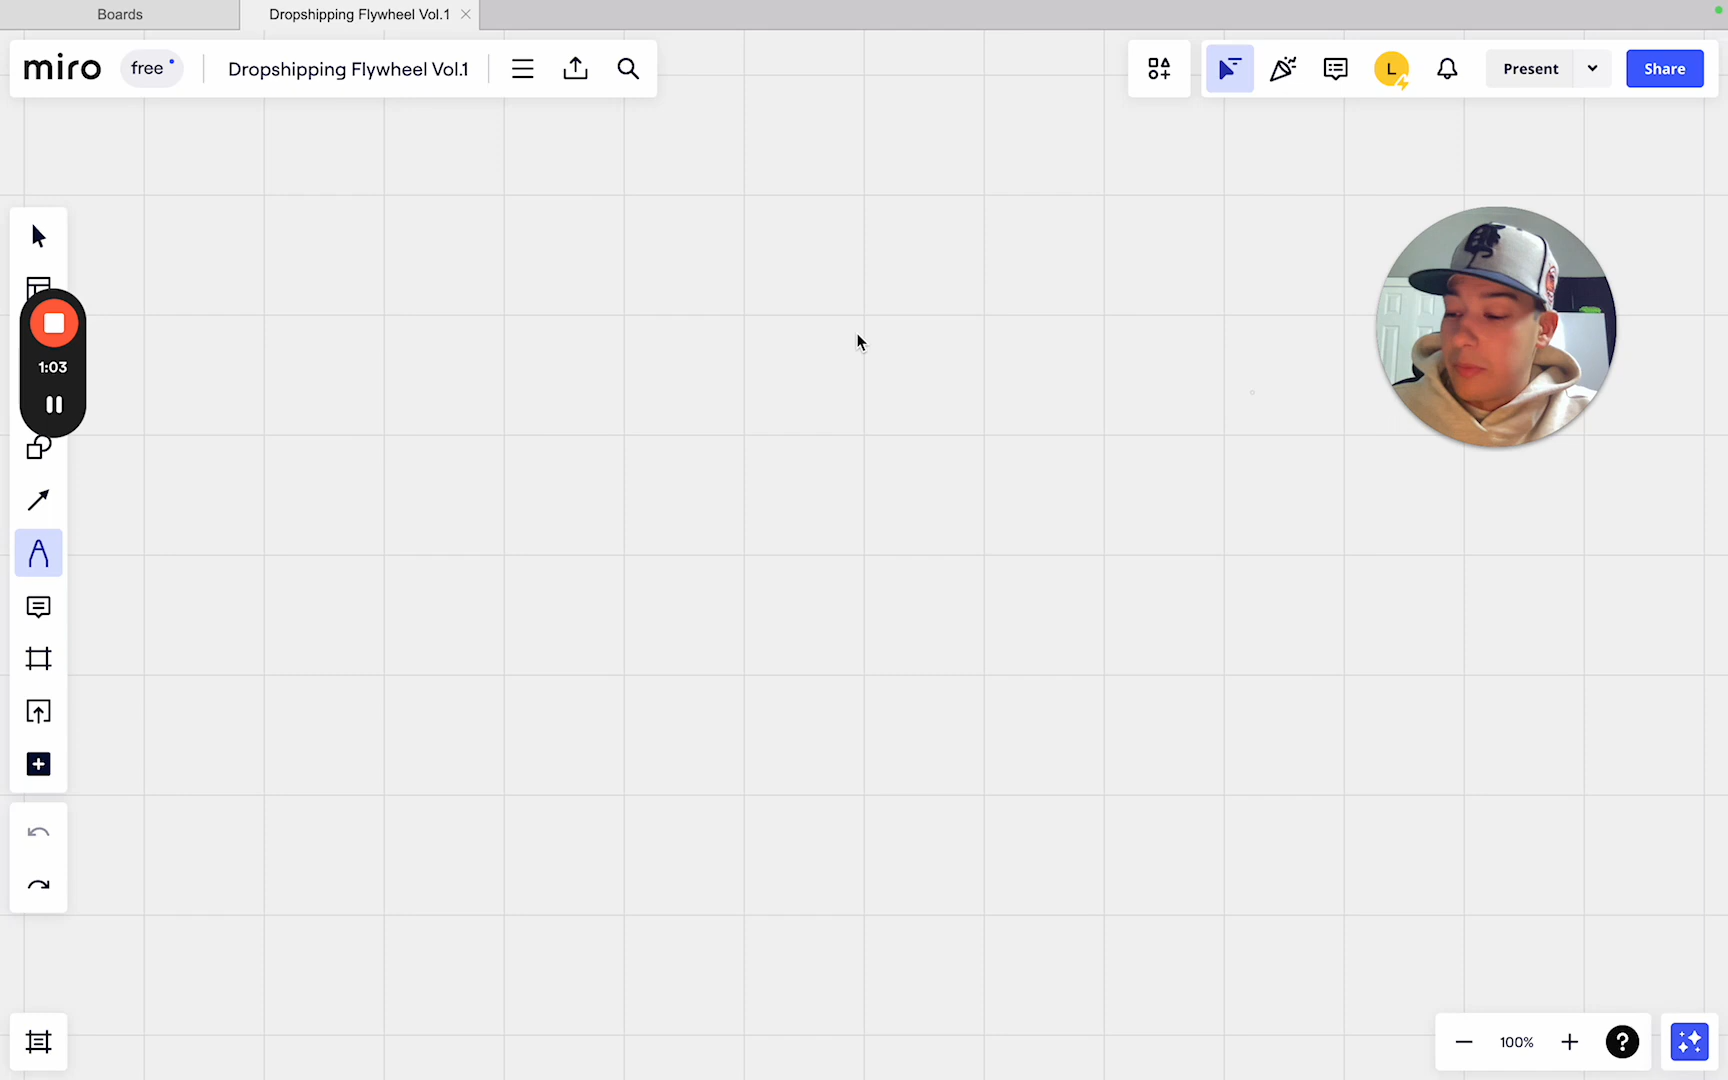 Boards
Dropshipping Flywheel Vol.1
miro
free
Dropshipping Flywheel Vol.1
L
Present
Share
1:03
100%
?